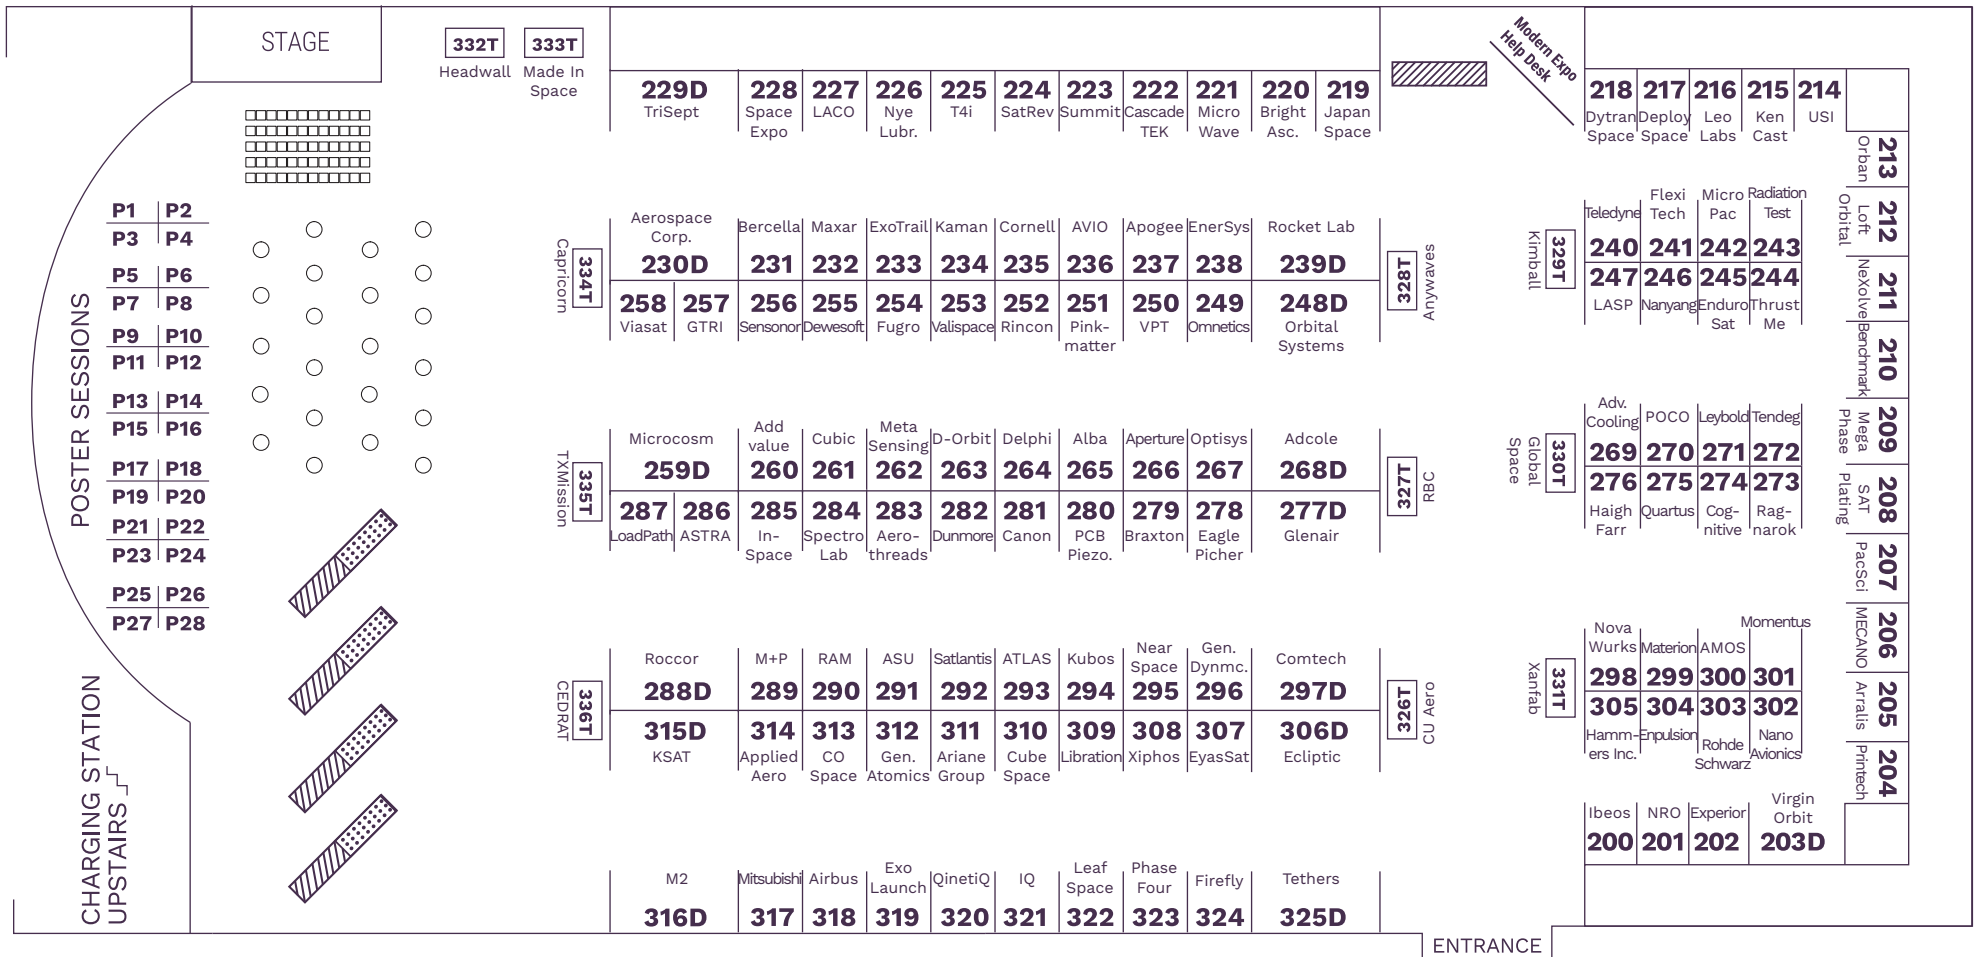 STAGE
332T
Headwall
333T
Made In
Space
Modern Expo
Help Desk
229D
TriSept
228
Space
Expo
227
LACO
226
Nye
Lubr.
225
T4i
224
SatRev
223
Summit
222
Cascade
TEK
221
Micro
Wave
220
Bright
Asc.
219
Japan
Space
218
Dytran
Space
217
Deploy
Space
216
Leo
Labs
215
Ken
Cast
214
USI
213
Orban
212
Loft
Orbital
211
NeXolve
210
Benchmark
209
Mega
Phase
208
SAT
Plating
207
PacSci
206
MECANO
205
Arralis
204
Printech
POSTER SESSIONS
P1 P2
P3 P4
P5 P6
P7 P8
P9 P10
P11 P12
P13 P14
P15 P16
P17 P18
P19 P20
P21 P22
P23 P24
P25 P26
P27 P28
CHARGING STATION
UPSTAIRS
334T
Capricorn
Aerospace
Corp.
230D
Bercella
231
Maxar
232
ExoTrail
233
Kaman
234
Cornell
235
AVIO
236
Apogee
237
EnerSys
238
Rocket Lab
239D
258
Viasat
257
GTRI
256
Sensonor
255
Dewesoft
254
Fugro
253
Valispace
252
Rincon
251
Pink-
matter
250
VPT
249
Omnetics
248D
Orbital
Systems
328T
Anywaves
329T
Kimball
Teledyne
240
Flexi
Tech
241
Micro
Pac
242
Radiation
Test
243
247
LASP
246
Nanyang
245
Enduro
Sat
244
Thrust
Me
335T
TXMission
Microcosm
259D
Add
value
260
Cubic
261
Meta
Sensing
262
D-Orbit
263
Delphi
264
Alba
265
Aperture
266
Optisys
267
Adcole
268D
287
LoadPath
286
ASTRA
285
In-
Space
284
Spectro
Lab
283
Aero-
threads
282
Dunmore
281
Canon
280
PCB
Piezo.
279
Braxton
278
Eagle
Picher
277D
Glenair
327T
RBC
330T
Global
Space
Adv.
Cooling
269
POCO
270
Leybold
271
Tendeg
272
276
Haigh
Farr
275
Quartus
274
Cog-
nitive
273
Rag-
narok
336T
CEDRAT
Roccor
288D
M+P
289
RAM
290
ASU
291
Satlantis
292
ATLAS
293
Kubos
294
Near
Space
295
Gen.
Dynmc.
296
Comtech
297D
315D
KSAT
314
Applied
Aero
313
CO
Space
312
Gen.
Atomics
311
Ariane
Group
310
Cube
Space
309
Libration
308
Xiphos
307
EyasSat
306D
Ecliptic
326T
CU Aero
331T
Xanfab
Nova
Wurks
298
Materion
299
AMOS
300
Momentus
301
305
Hamm-
ers Inc.
304
Enpulsion
303
Rohde
Schwarz
302
Nano
Avionics
Ibeos
200
NRO
201
Experior
202
Virgin
Orbit
203D
M2
316D
Mitsubishi
317
Airbus
318
Exo
Launch
319
QinetiQ
320
IQ
321
Leaf
Space
322
Phase
Four
323
Firefly
324
Tethers
325D
ENTRANCE